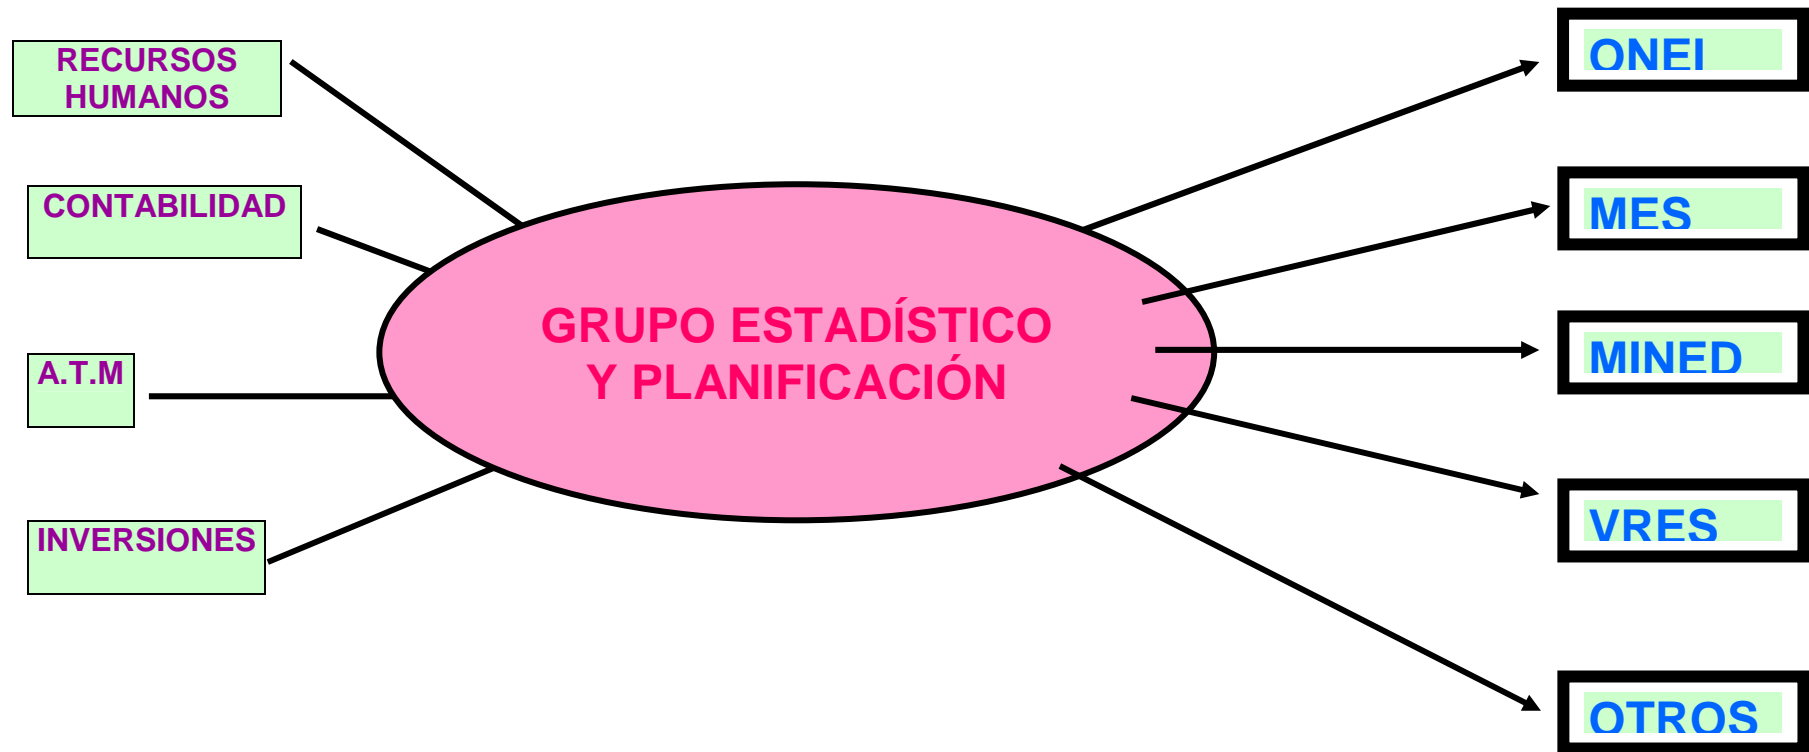 RECURSOS
HUMANOS
CONTABILIDAD
A.T.M
INVERSIONES
GRUPO ESTADÍSTICO
Y PLANIFICACIÓN
ONEI
MES
MINED
VRES
OTROS